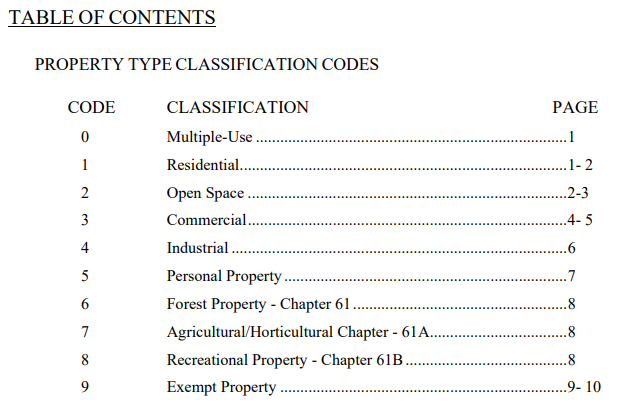 TABLE OF CONTENTS
PROPERTY TYPE CLASSIFICATION CODES
CODE CLASSIFICATION PAGE
0 Multiple-Use ............................................................................1
1 Residential................................................................................1- 2
2 Open Space ..............................................................................2-3
3 Commercial..............................................................................4- 5
4 Industrial ..................................................................................6
5 Personal Property .....................................................................7
6 Forest Property - Chapter 61 .....................................................8
7 Agricultural/Horticultural Chapter - 61A..................................8
8 Recreational Property - Chapter 61B ........................................8
9 Exempt Property ......................................................................9- 10